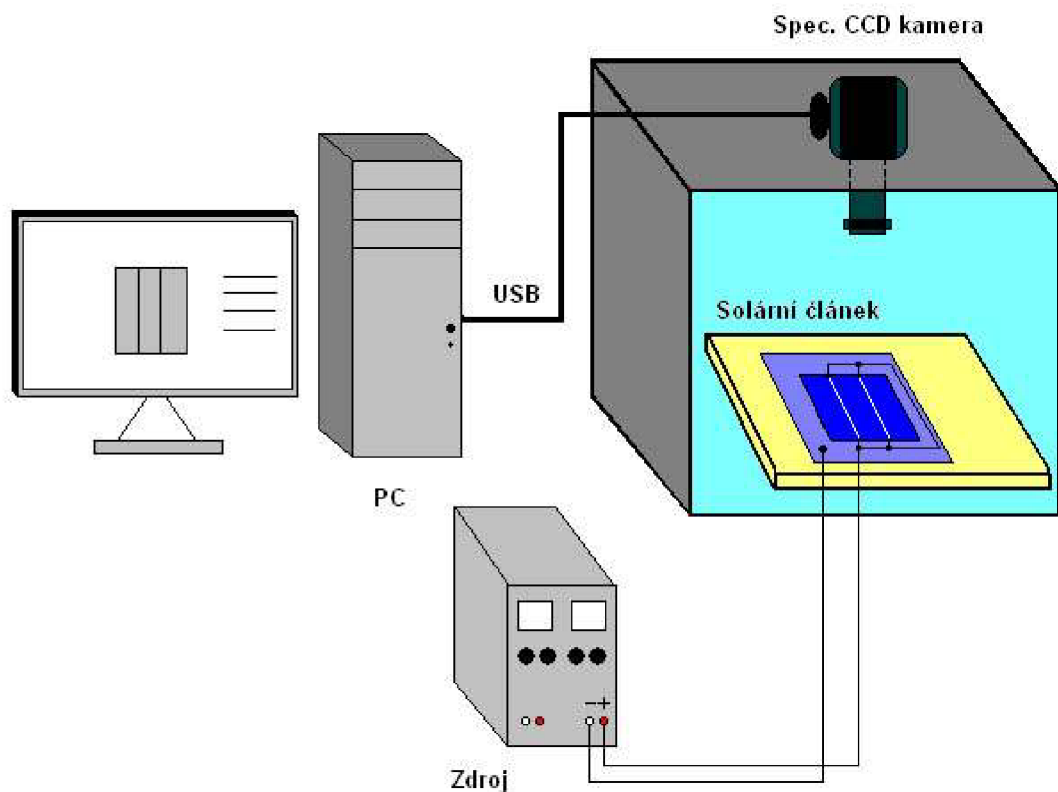 Spec. CCD kamera
USB
Solární článek
PC
− +
Zdroj